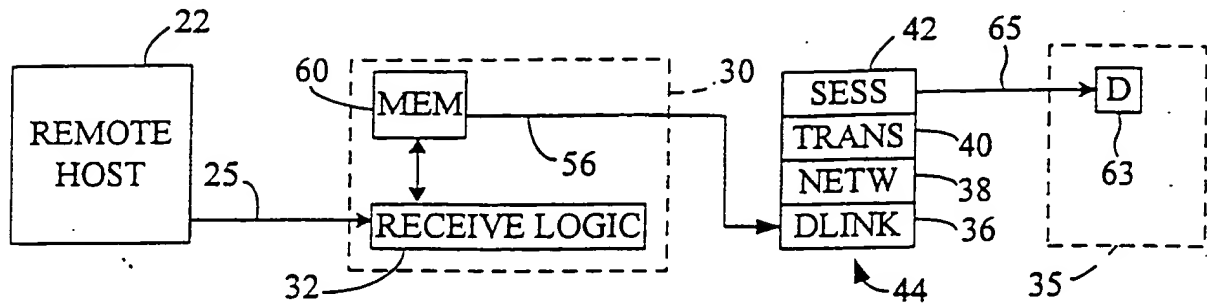 22
REMOTE
HOST
25
60
MEM
30
56
RECEIVE LOGIC
32
42
SESS
TRANS
40
NETW
38
DLINK
36
44
65
D
63
35